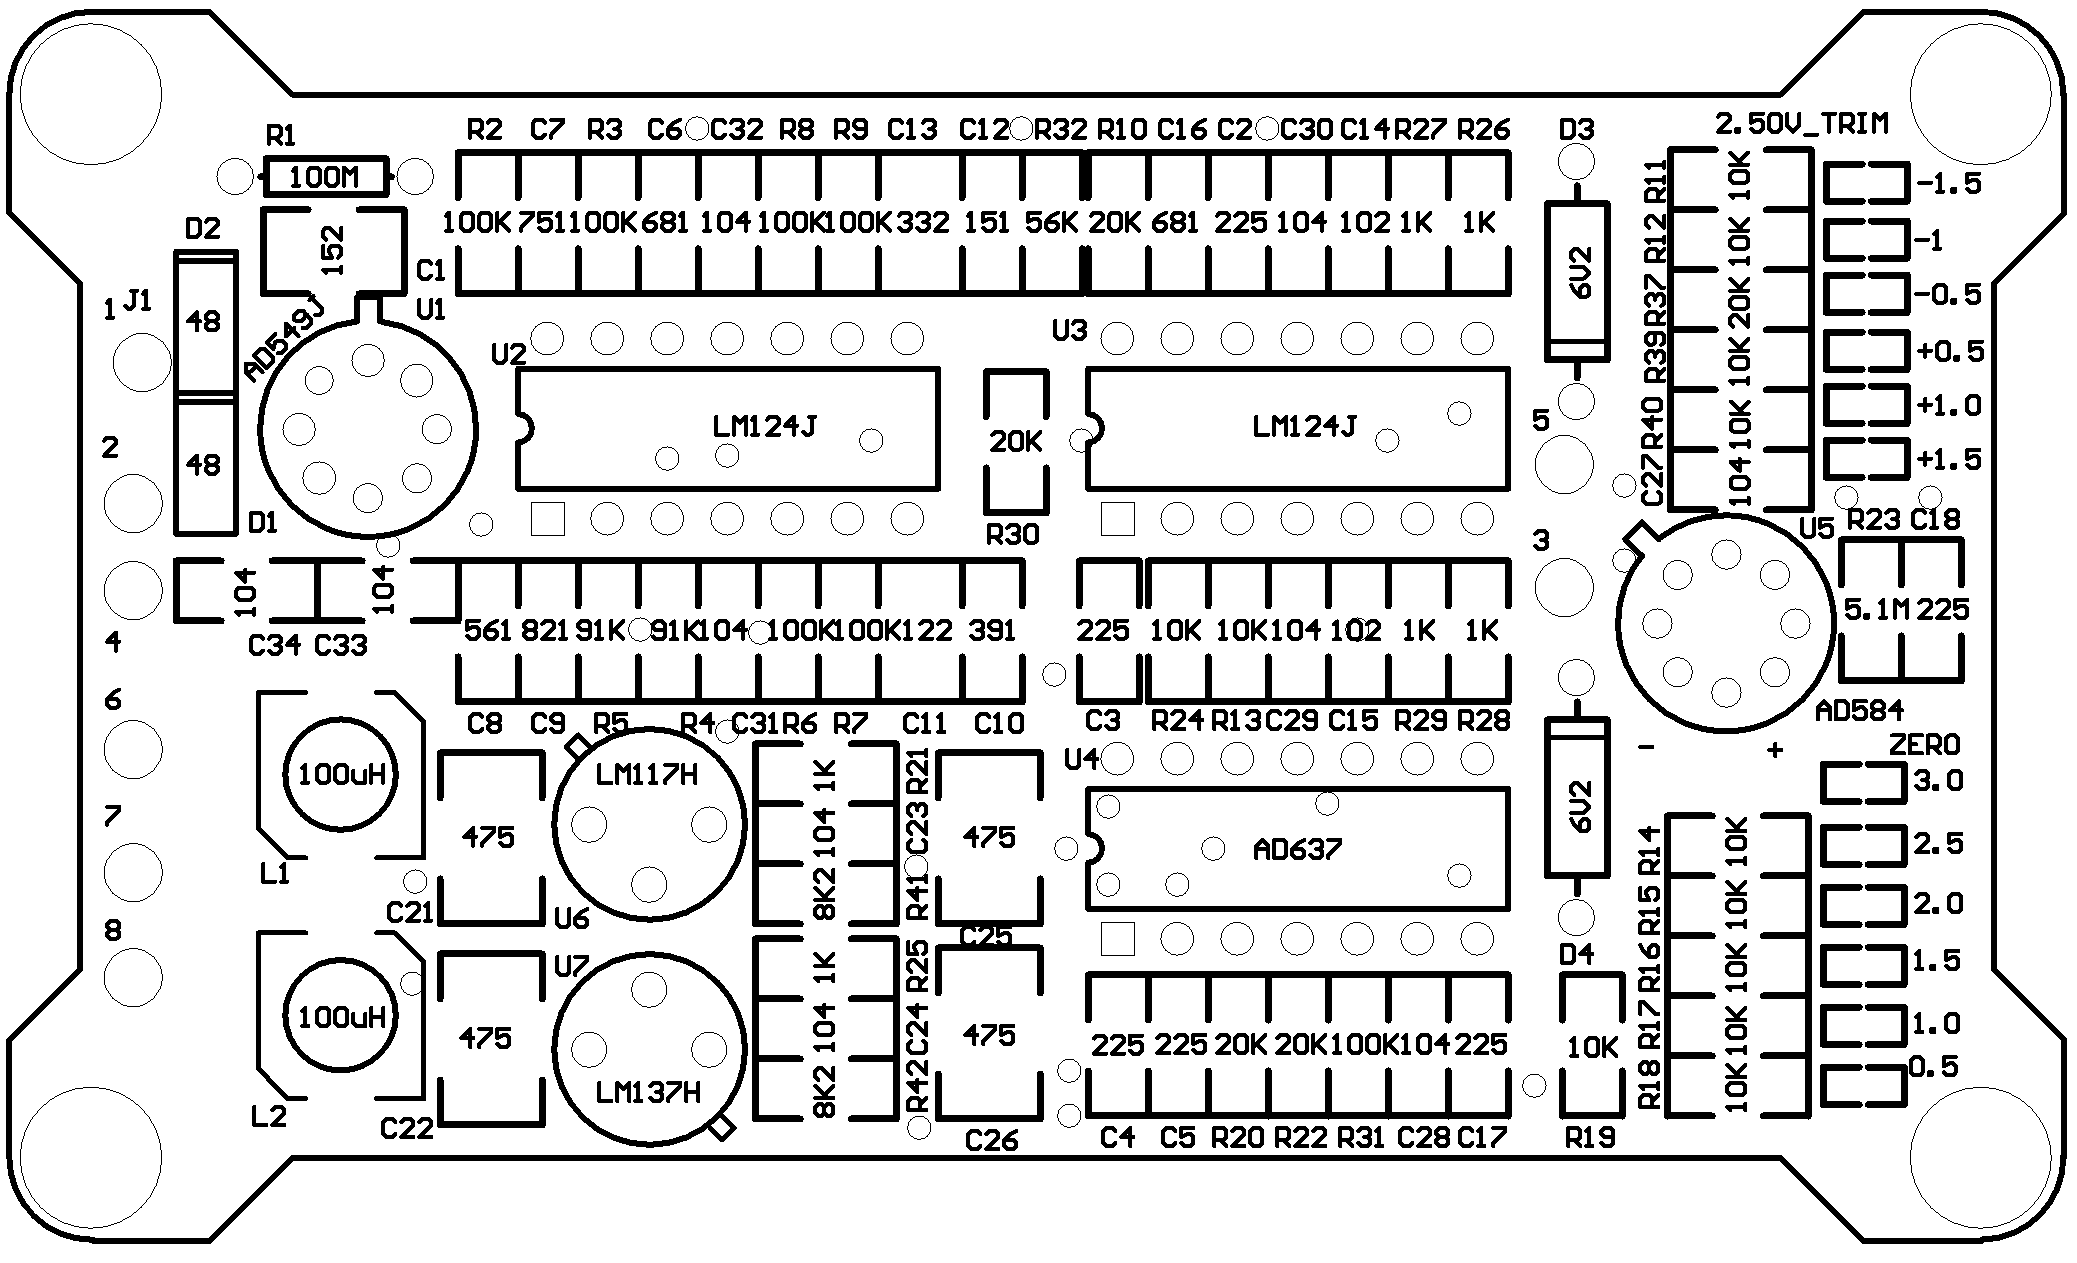 2.50V_TRIM
R1
R2 C7 R3 C6 C32 R8 R9 C13 C12 R32 R10 C16 C2 C30 C14 R27 R26
D3
100M
100K 751 100K 681 104 100K 100K 332 151 56K 20K 681 225 104 102 1K 1K
D2
152
C1
U1
AD549J
1 J1
48
48
D1
2
U2
LM124J
20K
R30
U3
LM124J
6V2
5
3
R11 10K
R12 10K
R37 20K
R39 10K
R40 10K
C27 104
-1.5
-1
-0.5
+0.5
+1.0
+1.5
U5
R23 C18
5.1M 225
AD584
- +
104 104
C34 C33
4
561 821 91K 91K 104 100K 100K 122 391 225 10K 10K 104 102 1K 1K
C8 C9 R5 R4 C31 R6 R7 C11 C10 C3 R24 R13 C29 C15 R29 R28
6
100uH
L1
7
475
C21
LM117H
U6
1K R21
104 C23
8K2 R41
475
C25
U4
AD637
6V2
D4
ZERO
3.0
2.5
2.0
1.5
1.0
0.5
R14 10K
R15 10K
R16 10K
R17 10K
R18 10K
8
100uH
L2
475
C22
U7
LM137H
1K R25
104 C24
8K2 R42
475
C26
225 225 20K 20K 100K 104 225
C4 C5 R20 R22 R31 C28 C17
10K
R19